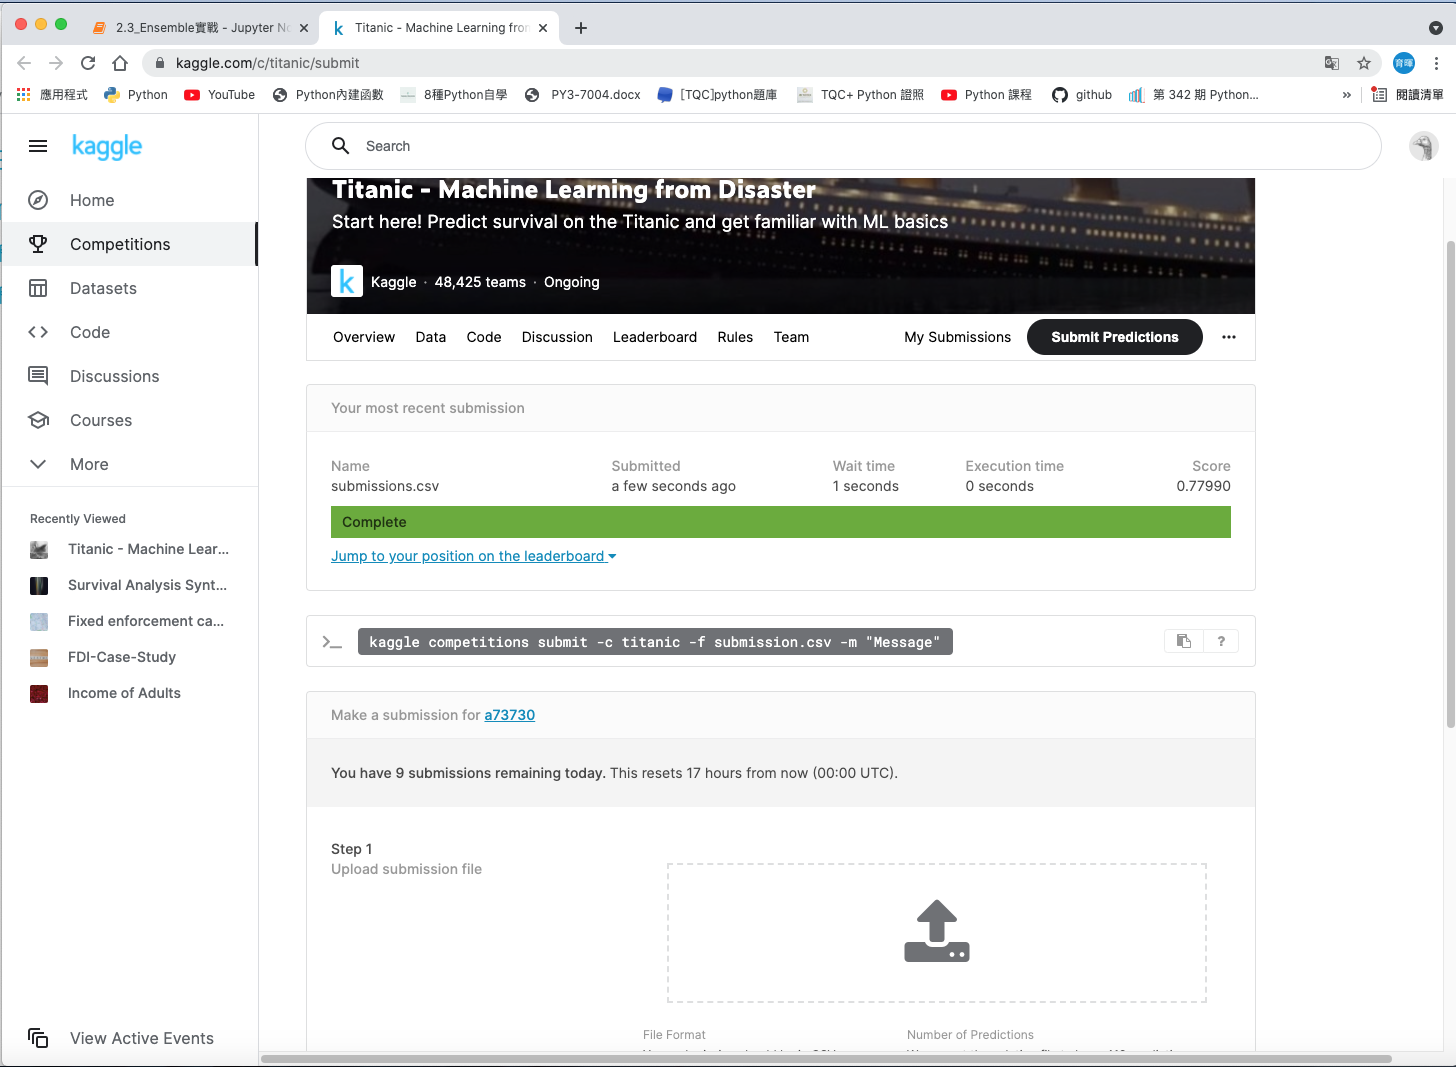 2.3_Ensemble實戰 - Jupyter No
Titanic - Machine Learning from
kaggle.com/c/titanic/submit
育暉
應用程式
Python
YouTube
Python內建函數
8種Python自學
PY3-7004.docx
[TQC]python題庫
TQC+ Python 證照
Python 課程
github
第 342 期 Python...
»
閱讀清單
kaggle
Search
Home
Competitions
Datasets
Code
Discussions
Courses
More
Recently Viewed
Titanic - Machine Lear...
Survival Analysis Synt...
Fixed enforcement ca...
FDI-Case-Study
Income of Adults
View Active Events
Titanic - Machine Learning from Disaster
Start here! Predict survival on the Titanic and get familiar with ML basics
k
Kaggle · 48,425 teams · Ongoing
Overview Data Code Discussion Leaderboard Rules Team My Submissions Submit Predictions ...
Your most recent submission
Name Submitted Wait time Execution time Score
submissions.csv a few seconds ago 1 seconds 0 seconds 0.77990
Complete
Jump to your position on the leaderboard
>_ kaggle competitions submit -c titanic -f submission.csv -m "Message" ?
Make a submission for a73730
You have 9 submissions remaining today. This resets 17 hours from now (00:00 UTC).
Step 1
Upload submission file
File Format Number of Predictions